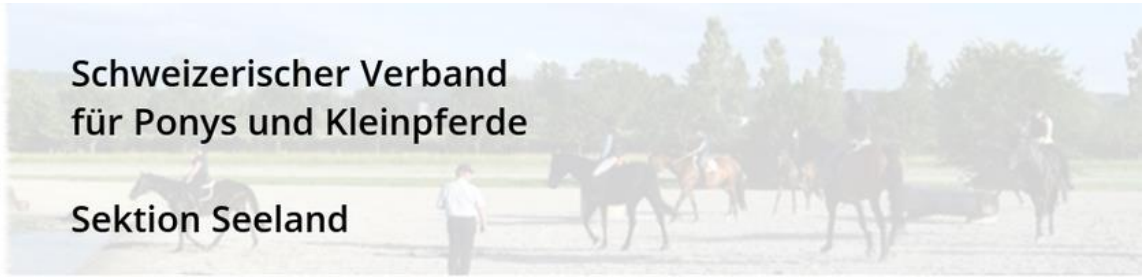 Schweizerischer Verband
für Ponys und Kleinpferde
Sektion Seeland